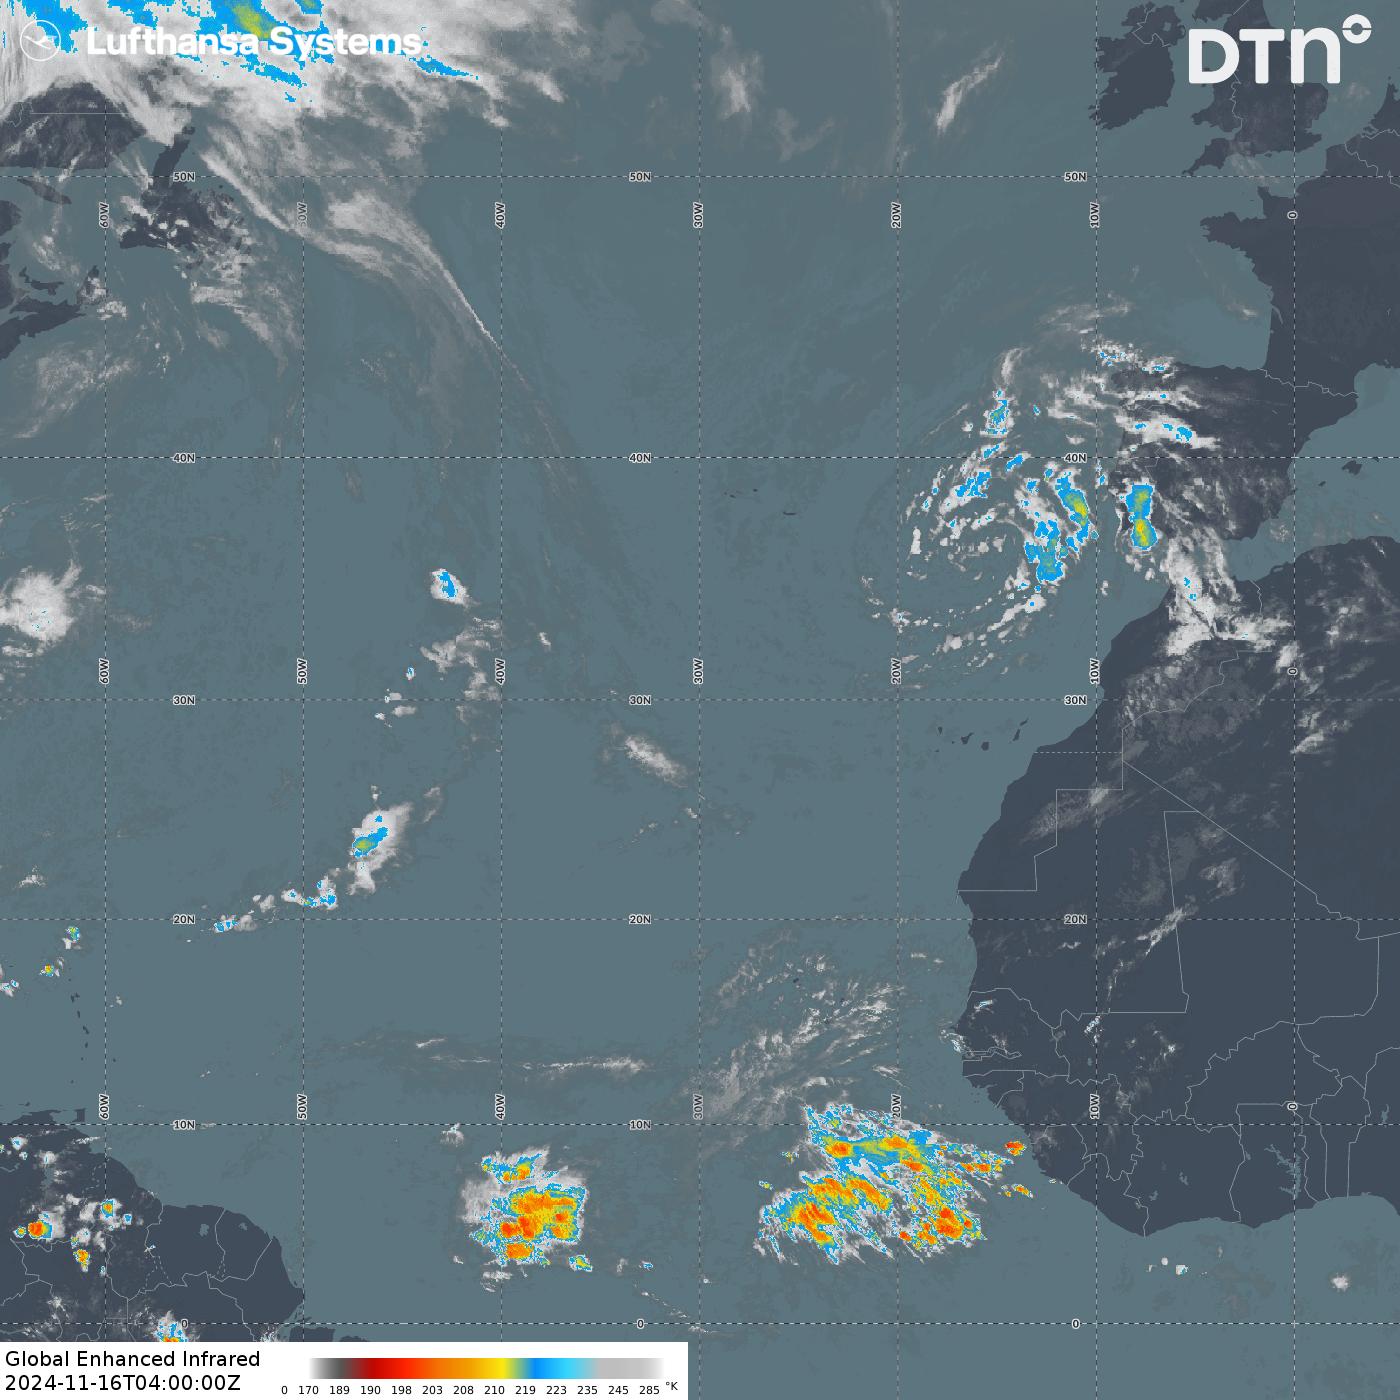 Lufthansa Systems
DTN
50N 50N 50N
60W 50W 40W 30W 20W 10W 0
40N 40N 40N
60W 50W 40W 30W 20W 10W 0
30N 30N 30N
20N 20N 20N
60W 50W 40W 30W 20W 10W 0
10N 10N 10N
0 0 0
Global Enhanced Infrared
2024-11-16T04:00:00Z
0 170 189 190 198 203 208 210 219 223 235 245 285 °K